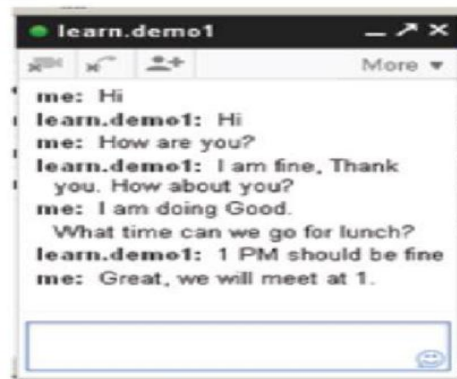 learn.demo1
More
me: Hi
learn.demo1: Hi
me: How are you?
learn.demo1: I am fine, Thank
you. How about you?
me: I am doing Good.
What time can we go for lunch?
learn.demo1: 1 PM should be fine
me: Great, we will meet at 1.